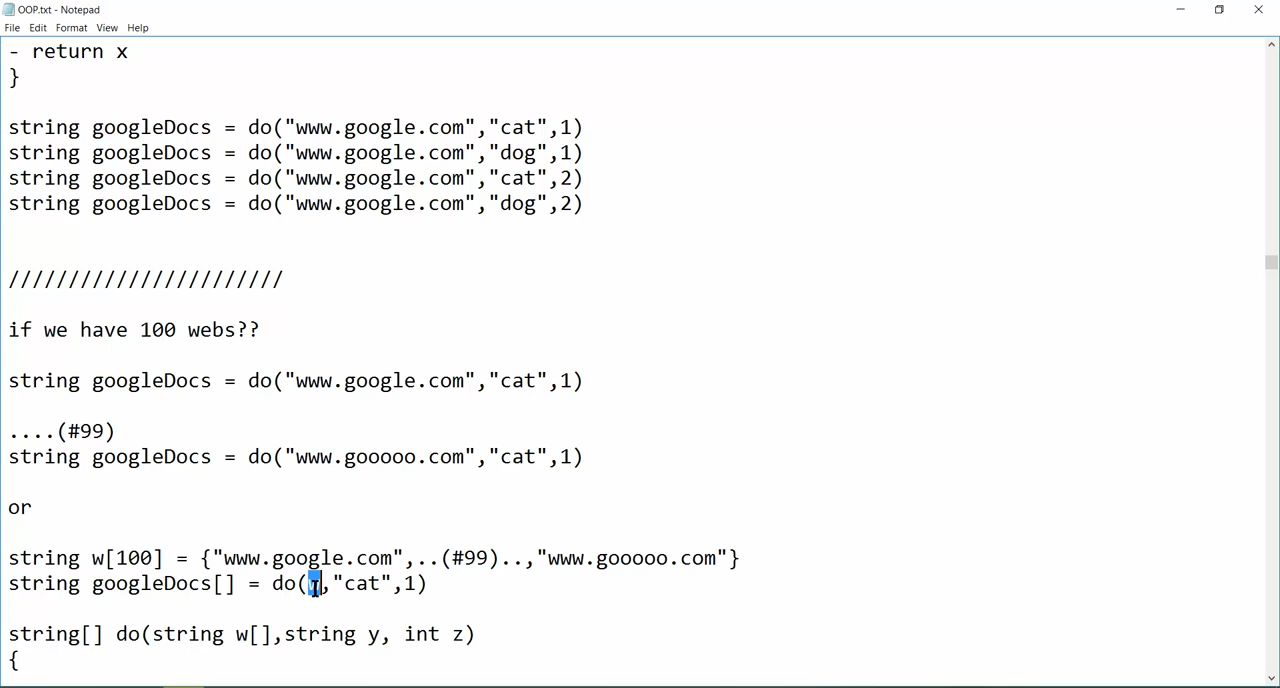 OOP.txt - Notepad
File Edit Format View Help
- return x
}
string googleDocs = do("www.google.com","cat",1)
string googleDocs = do("www.google.com","dog",1)
string googleDocs = do("www.google.com","cat",2)
string googleDocs = do("www.google.com","dog",2)
///////////////////////
if we have 100 webs??
string googleDocs = do("www.google.com","cat",1)
....(#99)
string googleDocs = do("www.gooooo.com","cat",1)
or
string w[100] = {"www.google.com",..(#99)..,"www.gooooo.com"}
string googleDocs[] = do(w,"cat",1)
string[] do(string w[],string y, int z)
{